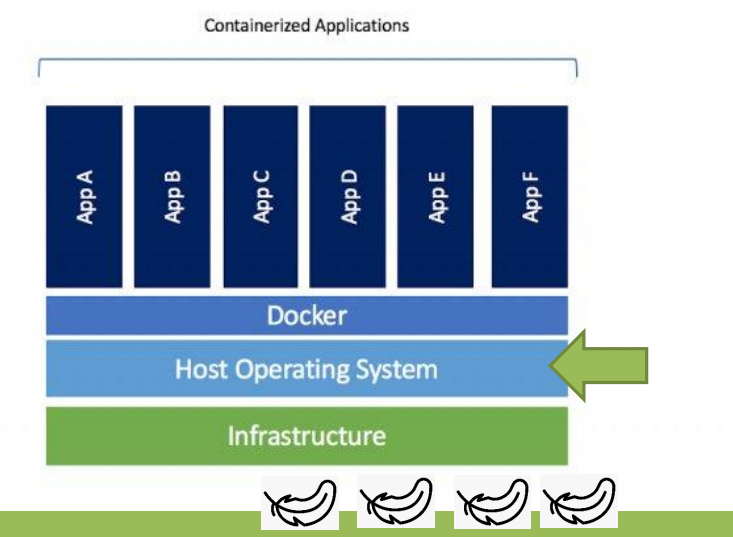 Containerized Applications
App A
App B
App C
App D
App E
App F
Docker
Host Operating System
Infrastructure